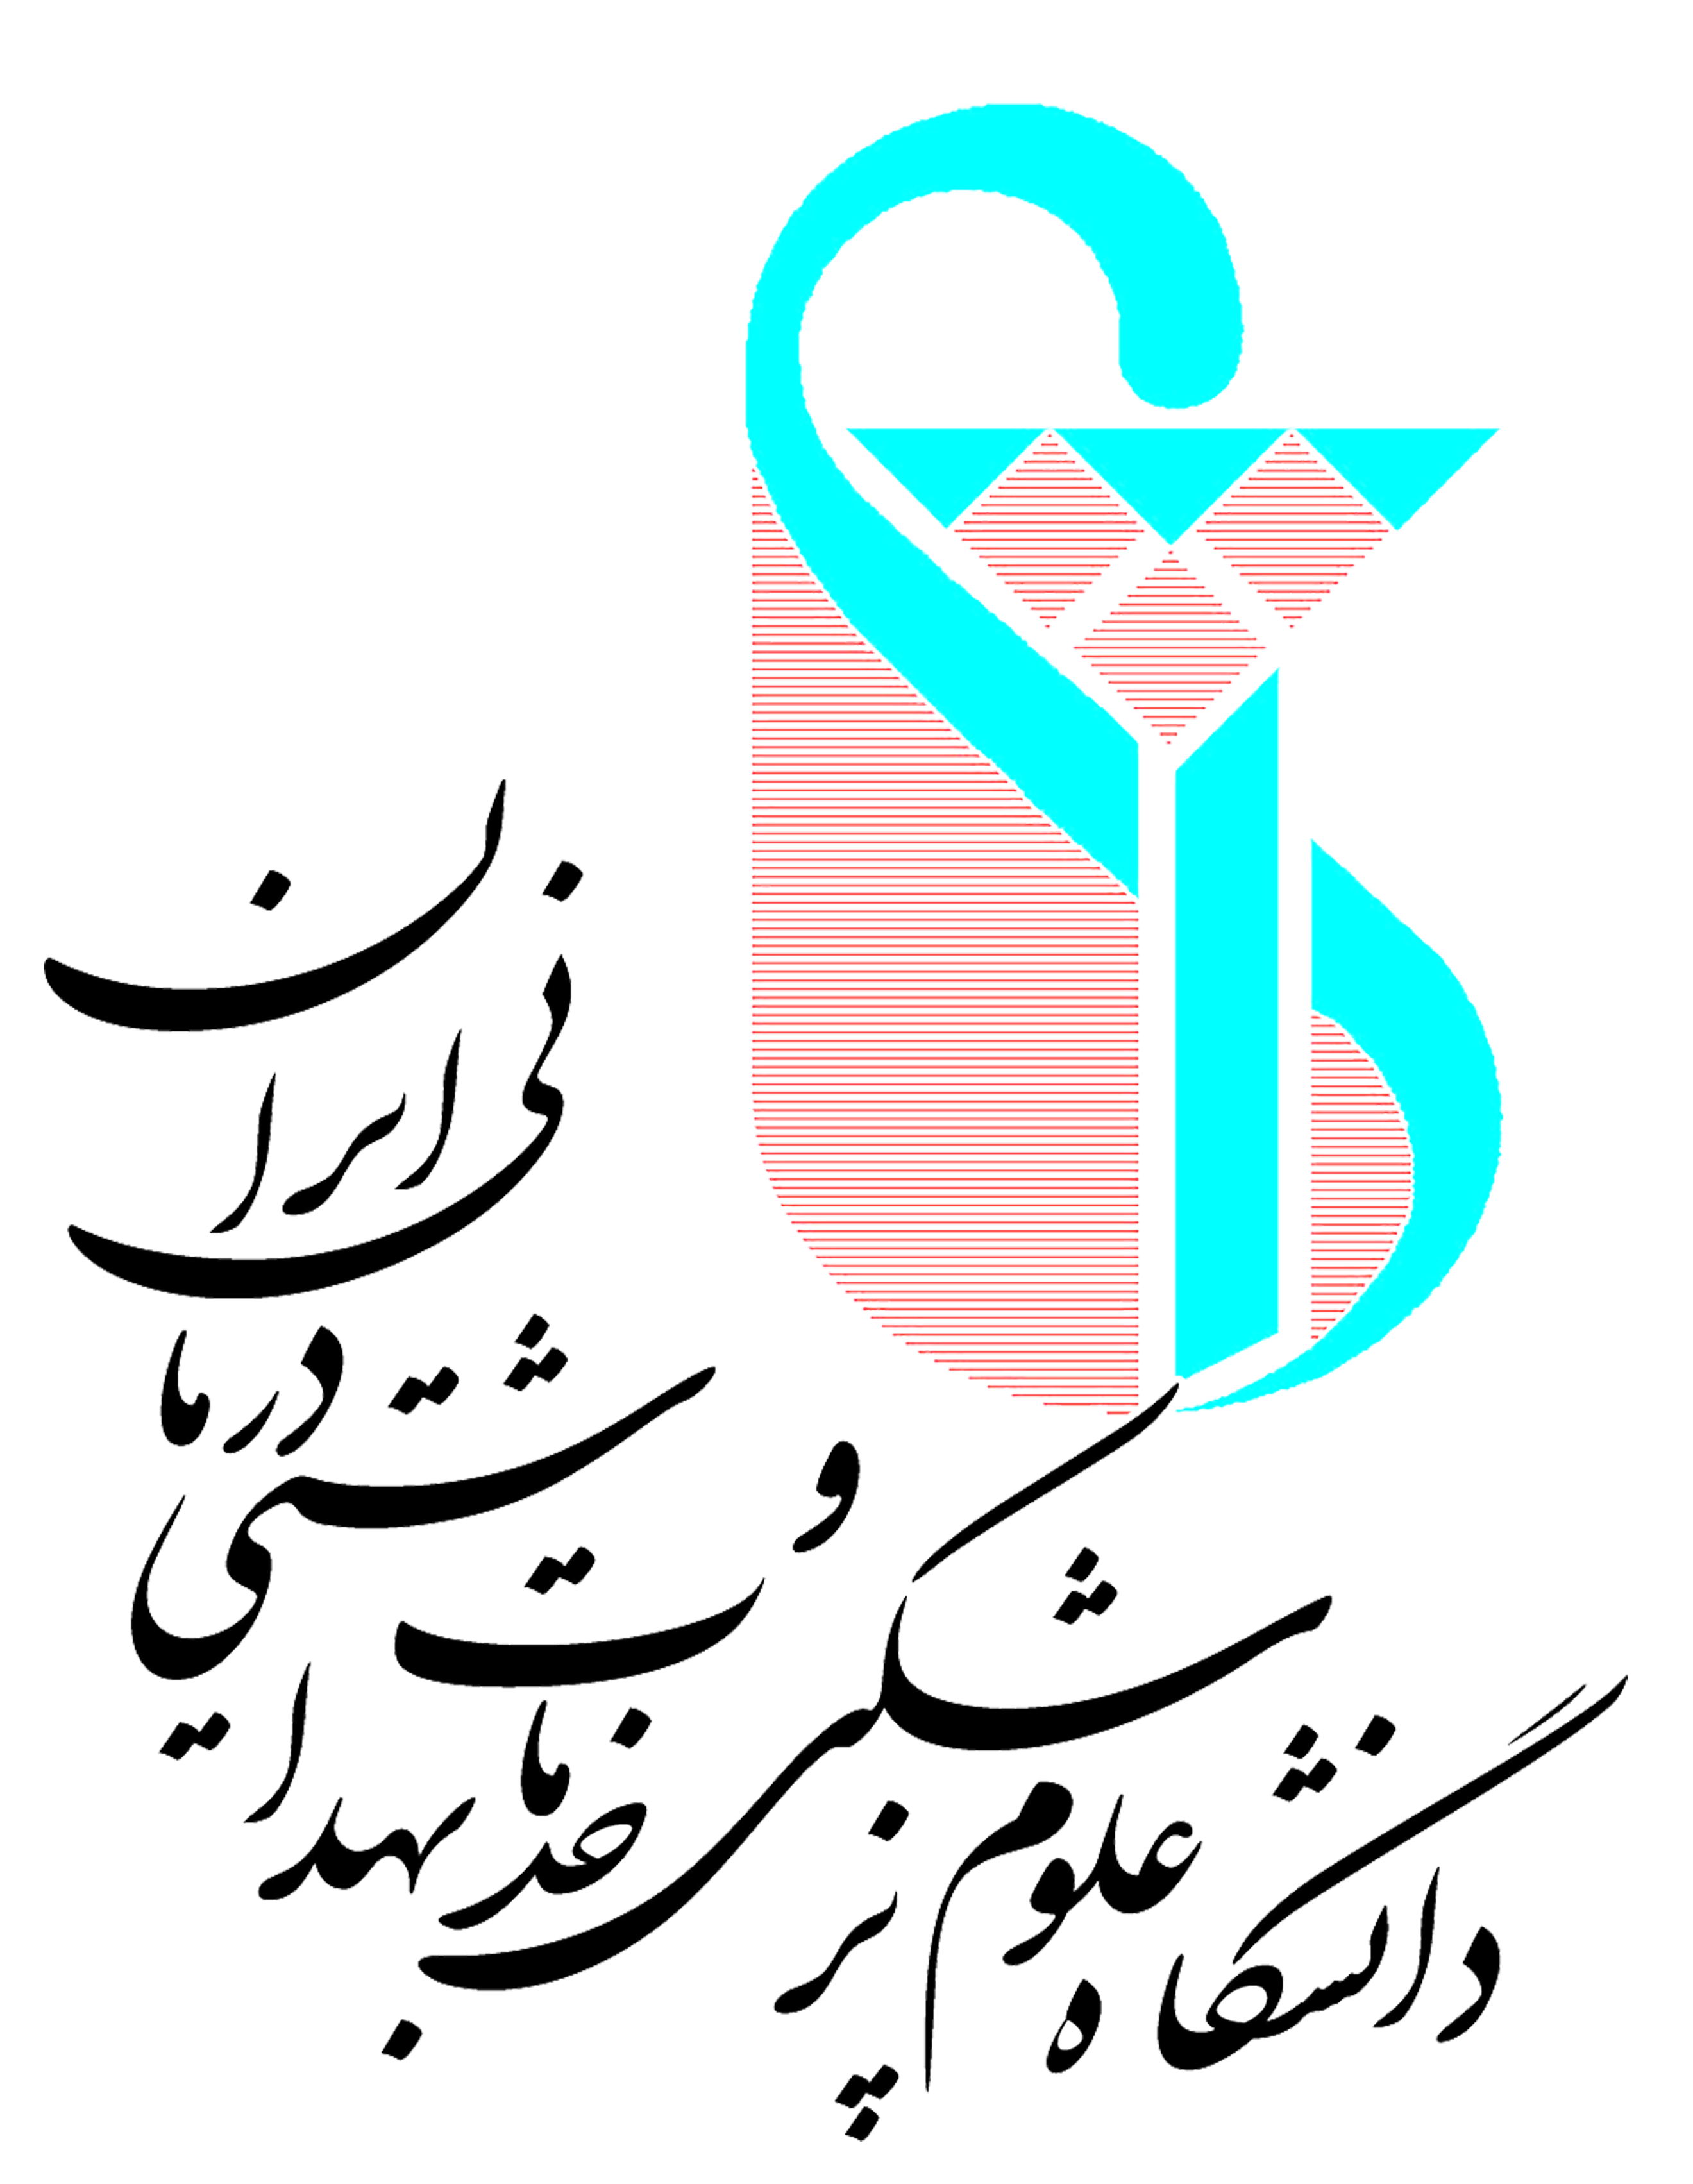 دانشگاه علوم پزشکی
و خدمات بهداشتی
درمانی ایران